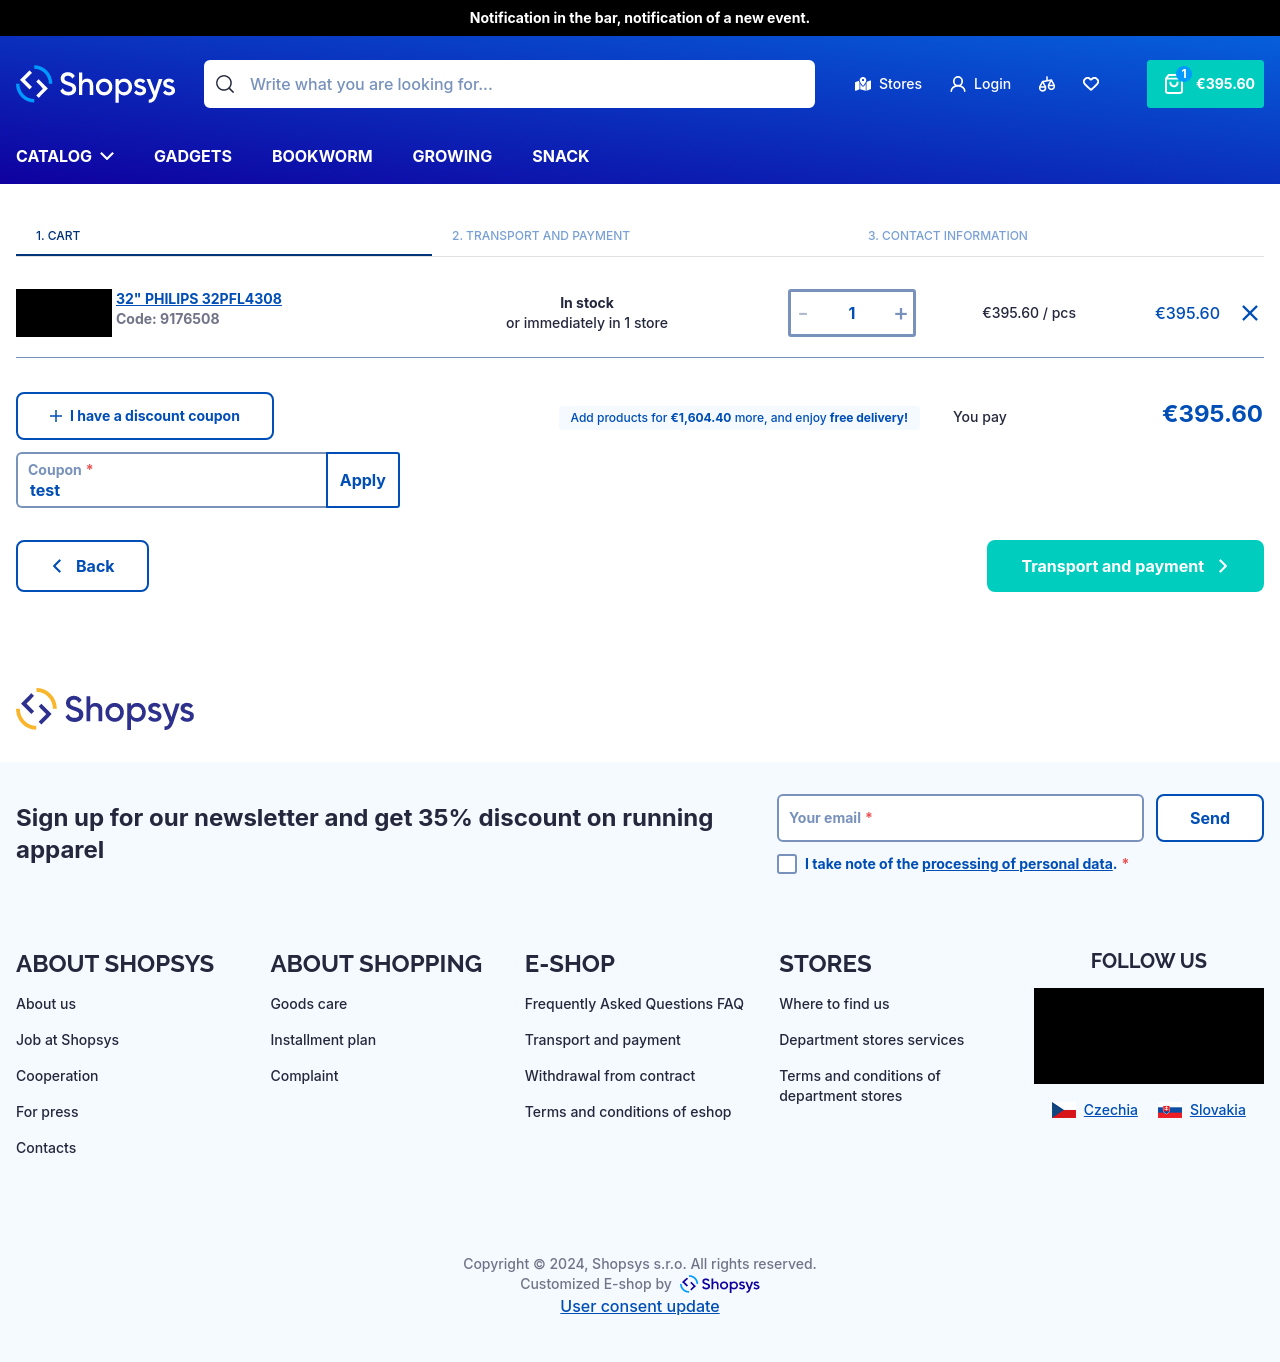 Notification in the bar, notification of a new event.
Shopsys
Write what you are looking for...
Stores
Login
1
€395.60
CATALOG
GADGETS
BOOKWORM
GROWING
SNACK
1. CART
2. TRANSPORT AND PAYMENT
3. CONTACT INFORMATION
32" PHILIPS 32PFL4308
Code: 9176508
In stock
or immediately in 1 store
- 1 +
€395.60 / pcs
€395.60
I have a discount coupon
Add products for €1,604.40 more, and enjoy free delivery!
You pay
€395.60
Coupon *
test
Apply
Back
Transport and payment
Shopsys
Sign up for our newsletter and get 35% discount on running
apparel
Your email *
Send
I take note of the processing of personal data. *
ABOUT SHOPSYS
About us
Job at Shopsys
Cooperation
For press
Contacts
ABOUT SHOPPING
Goods care
Installment plan
Complaint
E-SHOP
Frequently Asked Questions FAQ
Transport and payment
Withdrawal from contract
Terms and conditions of eshop
STORES
Where to find us
Department stores services
Terms and conditions of
department stores
FOLLOW US
Czechia
Slovakia
Copyright © 2024, Shopsys s.r.o. All rights reserved.
Customized E-shop by Shopsys
User consent update